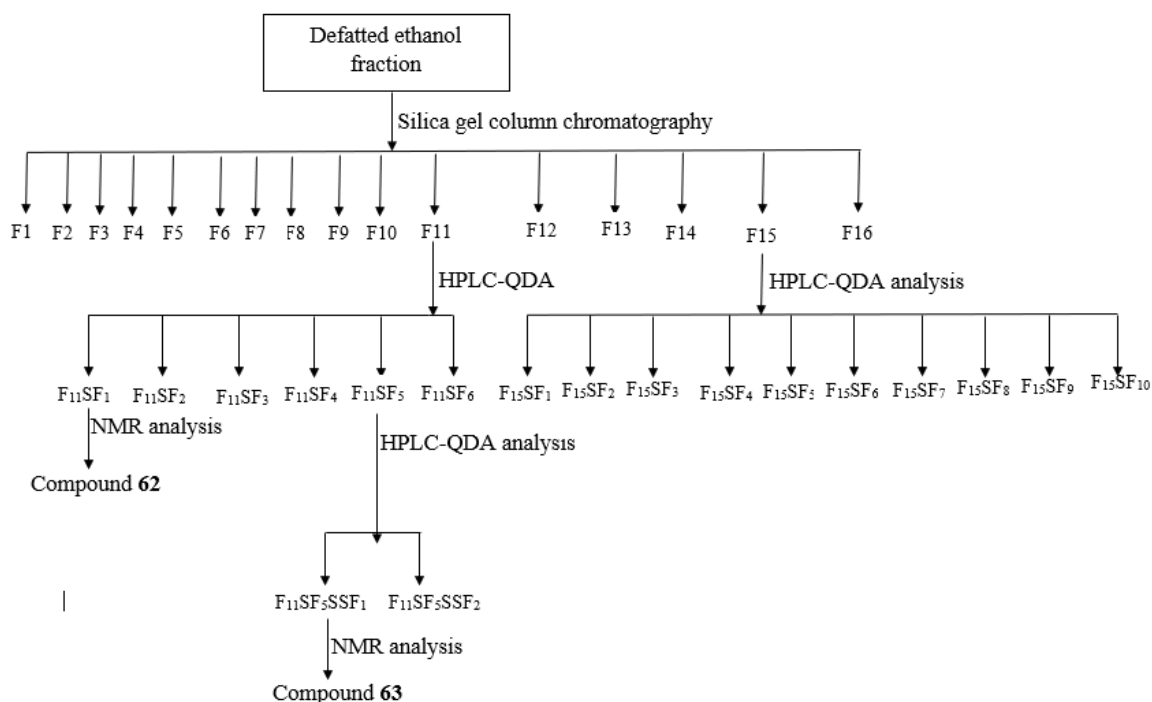 Defatted ethanol
fraction
Silica gel column chromatography
F1 F2 F3 F4 F5 F6 F7 F8 F9 F10 F11 F12 F13 F14 F15 F16
HPLC-QDA HPLC-QDA analysis
F₁₁SF₁ F₁₁SF₂ F₁₁SF₃ F₁₁SF₄ F₁₁SF₅ F₁₁SF₆ F₁₅SF₁ F₁₅SF₂ F₁₅SF₃ F₁₅SF₄ F₁₅SF₅ F₁₅SF₆ F₁₅SF₇ F₁₅SF₈ F₁₅SF₉ F₁₅SF₁₀
NMR analysis HPLC-QDA analysis
Compound 62
F₁₁SF₅SSF₁ F₁₁SF₅SSF₂
NMR analysis
Compound 63